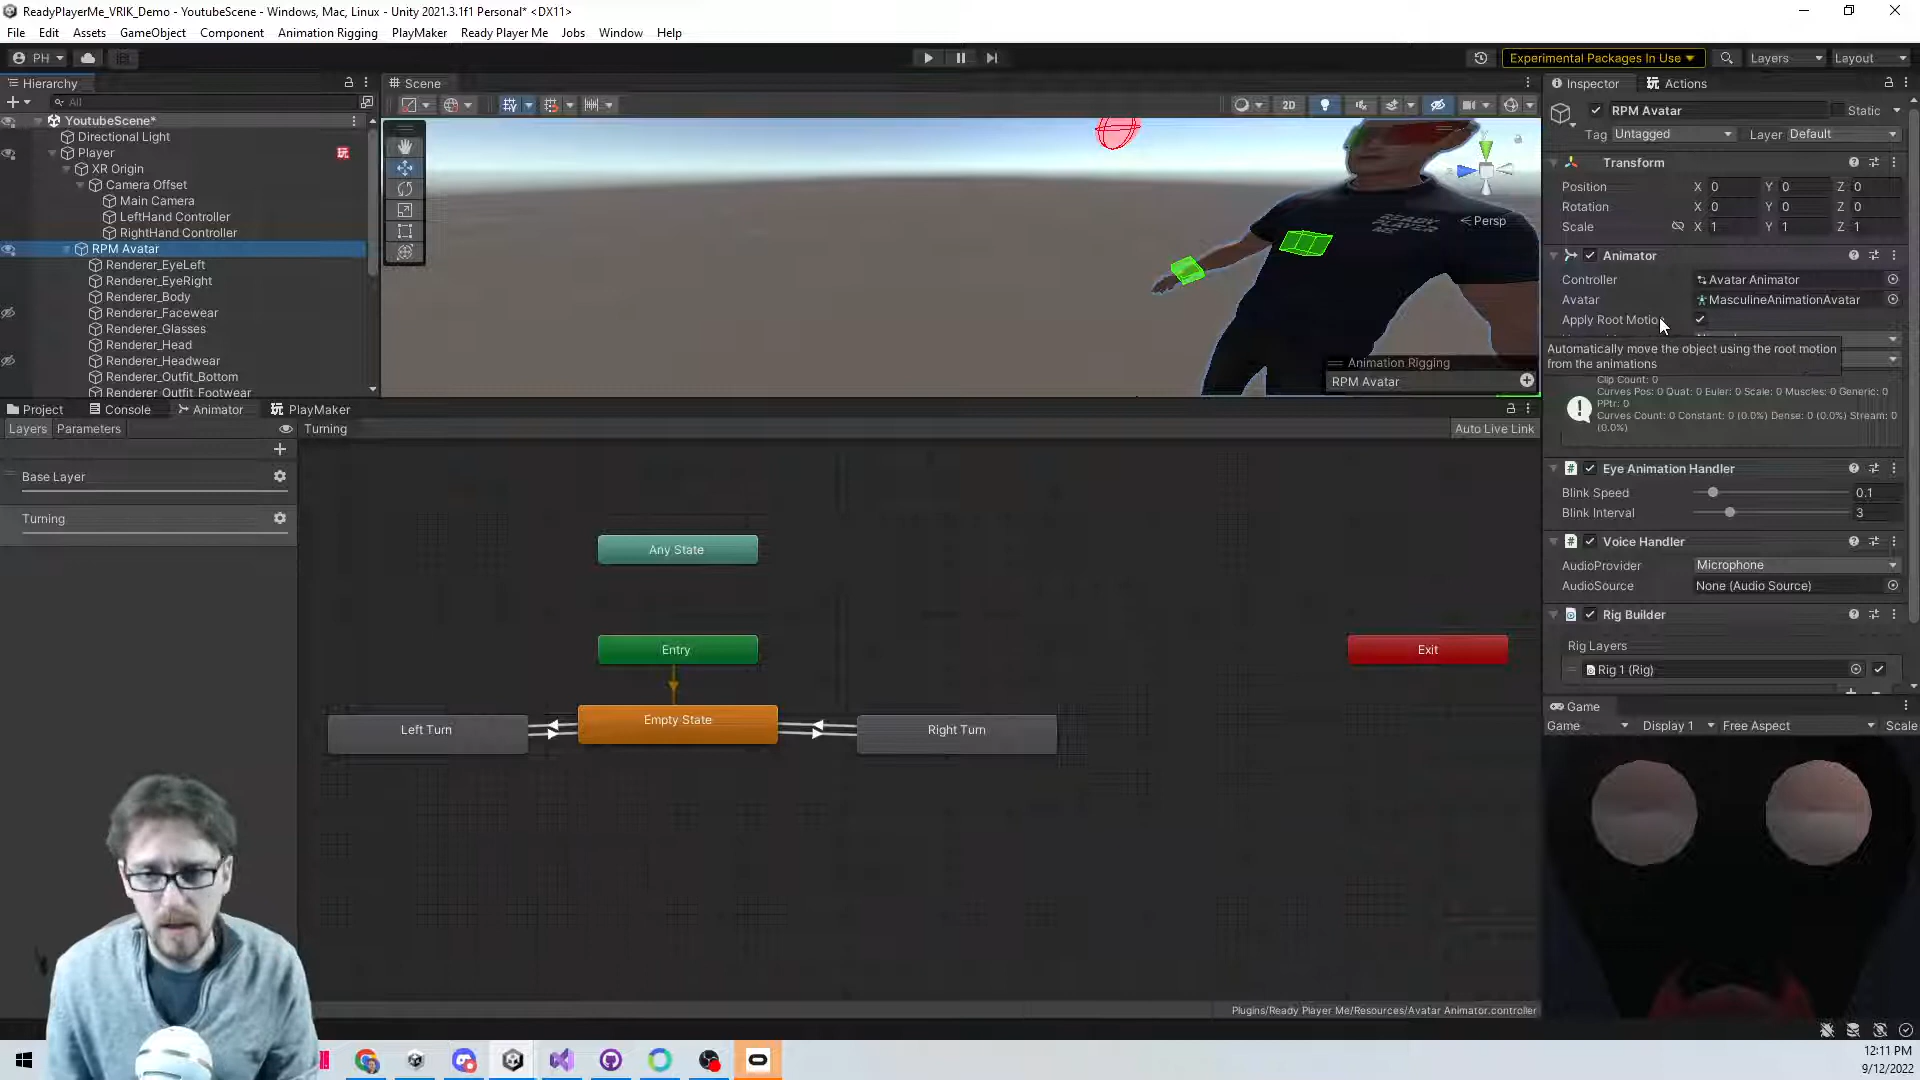 ReadyPlayerMe_VRIK_Demo - YoutubeScene - Windows, Mac, Linux - Unity 2021.3.1f1 Personal* <DX11>
File Edit Assets GameObject Component Animation Rigging PlayMaker Ready Player Me Jobs Window Help
PH Experimental Packages In Use Layers Layout
Hierarchy
All
YoutubeScene*
Directional Light
Player
XR Origin
Camera Offset
Main Camera
LeftHand Controller
RightHand Controller
RPM Avatar
Renderer_EyeLeft
Renderer_EyeRight
Renderer_Body
Renderer_Facewear
Renderer_Glasses
Renderer_Head
Renderer_Headwear
Renderer_Outfit_Bottom
Renderer_Outfit_Footwear
Scene
2D
READY
PLAYER
ME
Persp
Animation Rigging
RPM Avatar
Inspector Actions
RPM Avatar Static
Tag Untagged Layer Default
Transform
Position X 0 Y 0 Z 0
Rotation X 0 Y 0 Z 0
Scale X 1 Y 1 Z 1
Animator
Controller Avatar Animator
Avatar MasculineAnimationAvatar
Apply Root Motion
Automatically move the object using the root motion
from the animations
Clip Count: 0
Curves Pos: 0 Quat: 0 Euler: 0 Scale: 0 Muscles: 0 Generic: 0
PPtr: 0
Curves Count: 0 Constant: 0 (0.0%) Dense: 0 (0.0%) Stream: 0
(0.0%)
Eye Animation Handler
Blink Speed 0.1
Blink Interval 3
Voice Handler
AudioProvider Microphone
AudioSource None (Audio Source)
Rig Builder
Rig Layers
Rig 1 (Rig)
Project Console Animator PlayMaker
Layers Parameters Turning Auto Live Link
Base Layer
Turning
Any State
Entry
Exit
Empty State
Left Turn
Right Turn
Plugins/Ready Player Me/Resources/Avatar Animator.controller
Game
Game Display 1 Free Aspect Scale
12:11 PM
9/12/2022